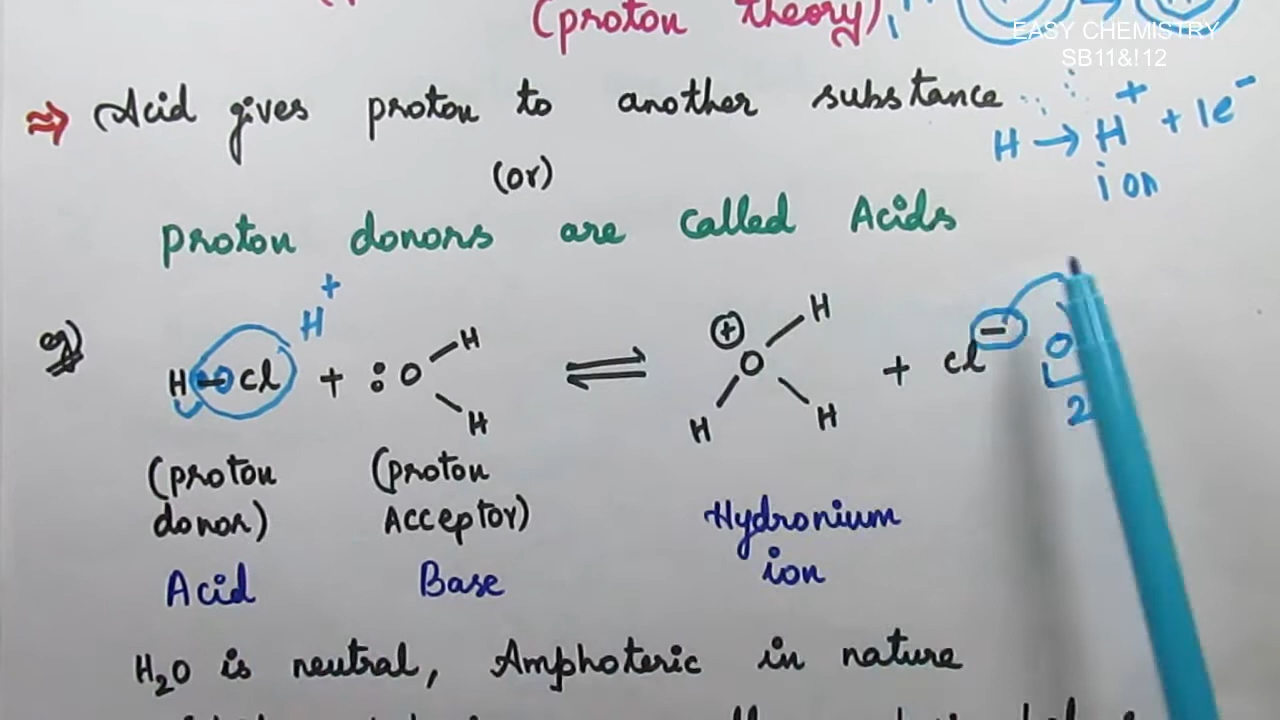 (proton theory)
EASY CHEMISTRY
SB11&!12
⇒ Acid gives proton to another substance
H → H⁺ + 1e⁻
ion
(or)
proton donors are called Acids
H⁺
eg)
H - Cl + :O H H ⇌ ⊕ O H H H + Cl⁻
2
(proton donor)
(proton Acceptor)
Acid
Base
Hydronium ion
H₂O is neutral, Amphoteric in nature